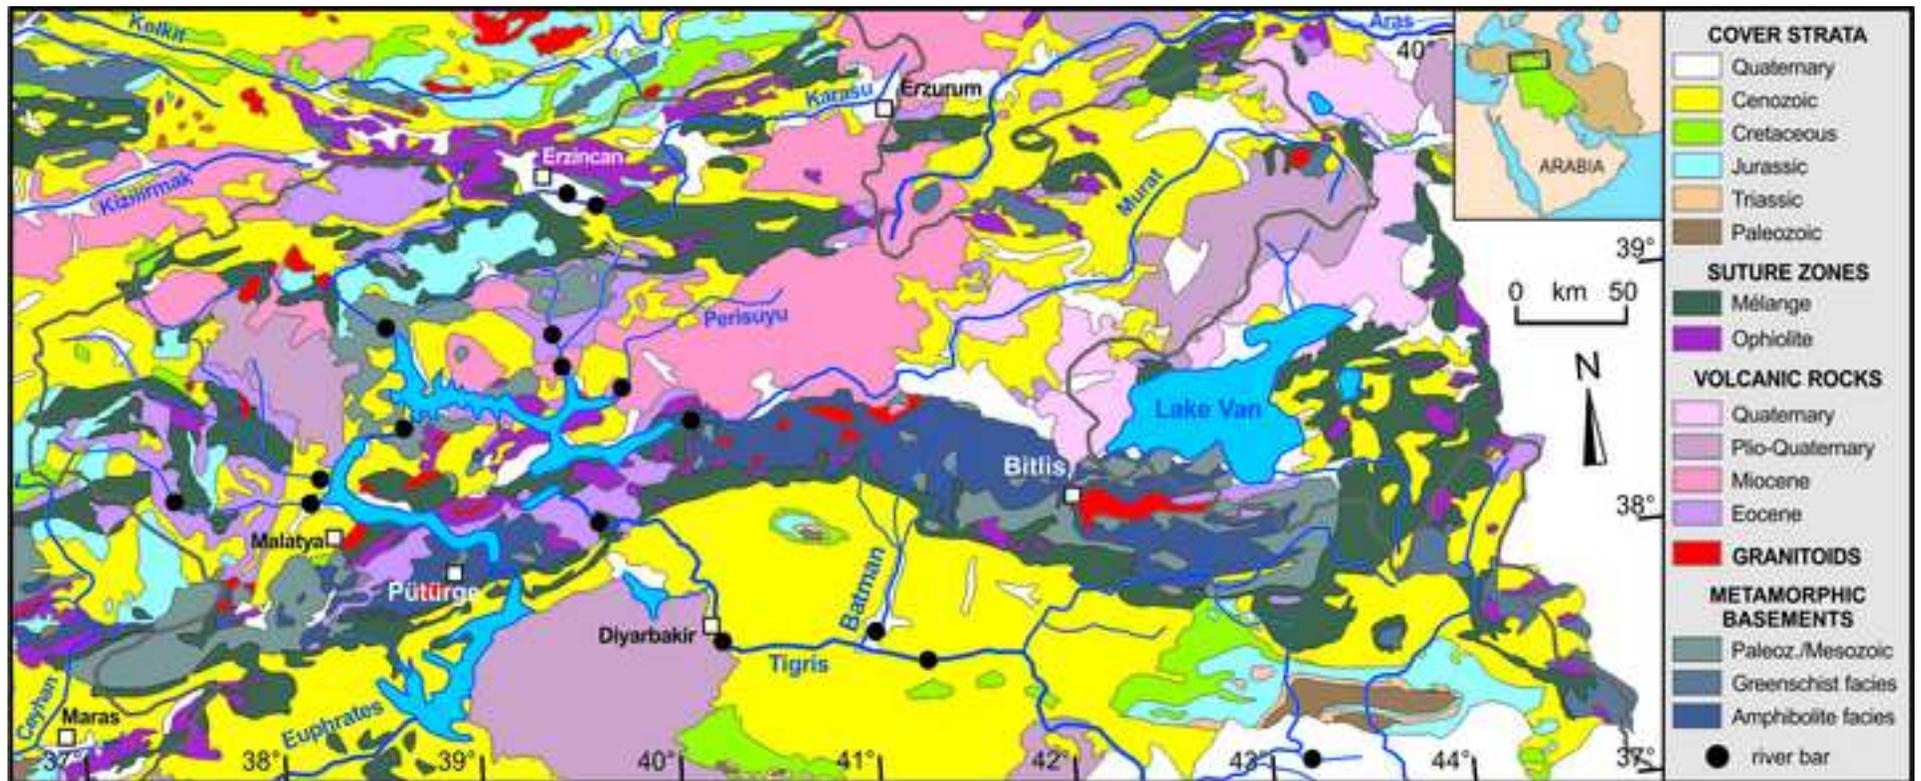 Kelkit
Aras
40°
Karasu
Erzurum
Erzincan
Kizilirmak
Murat
39°
Perisuyu
Lake Van
Bitlis
38°
Malatya
Pütürge
Batman
Diyarbakir
Tigris
Euphrates
Ceyhan
Maras
37°
38°
39°
40°
41°
42°
43°
44°
37°
ARABIA
0 km 50
N
COVER STRATA
Quaternary
Cenozoic
Cretaceous
Jurassic
Triassic
Paleozoic
SUTURE ZONES
Mélange
Ophiolite
VOLCANIC ROCKS
Quaternary
Plio-Quaternary
Miocene
Eocene
GRANITOIDS
METAMORPHIC
BASEMENTS
Paleoz./Mesozoic
Greenschist facies
Amphibolite facies
river bar